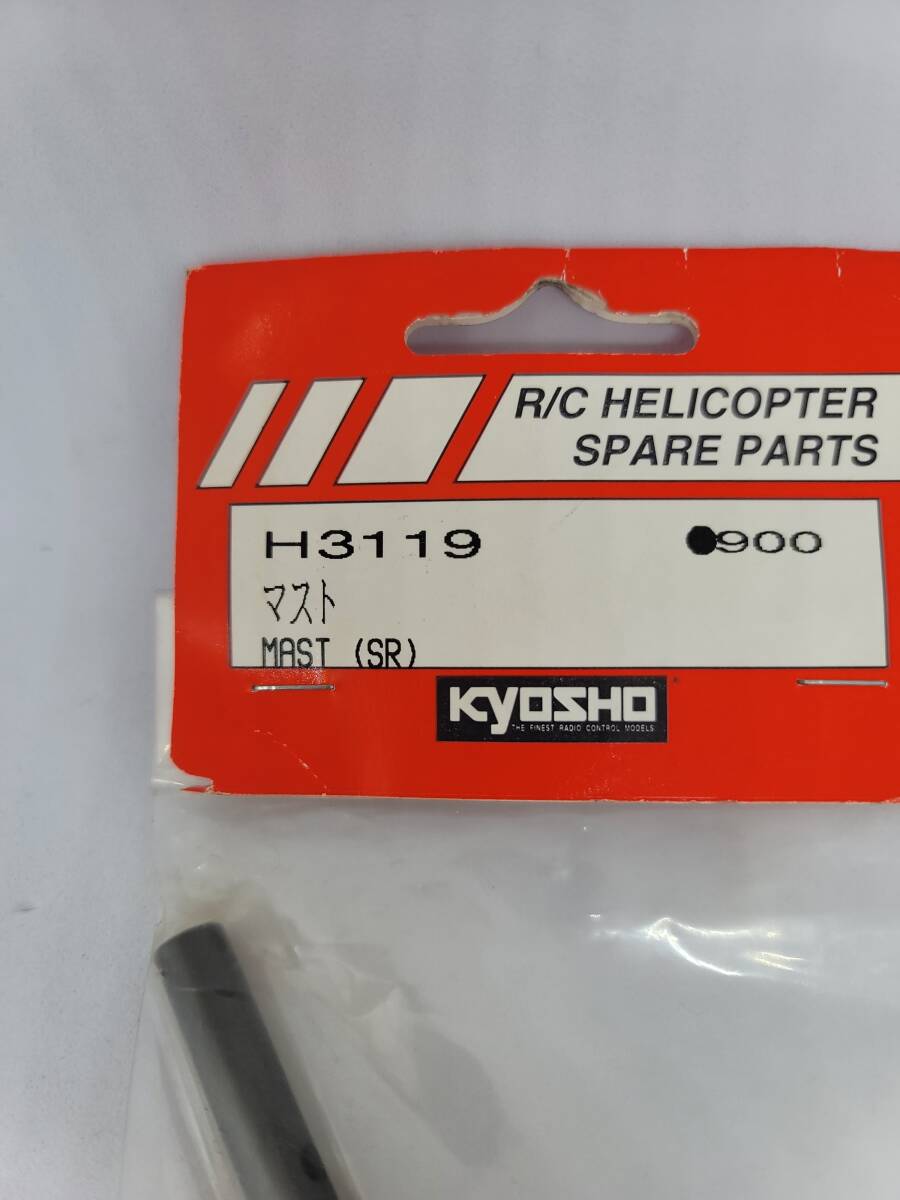 R/C HELICOPTER
SPARE PARTS
H3119 ●900
マスト
MAST (SR)
KYOSHO
THE FINEST RADIO CONTROL MODELS